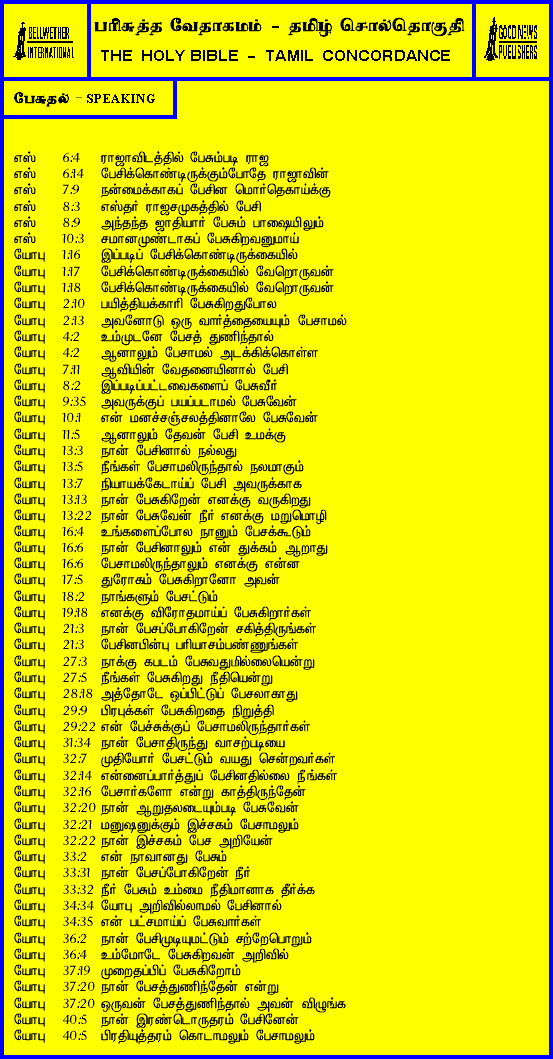 BELLWETHER
INTERNATIONAL
பரிசுத்த வேதாகமம் - தமிழ் சொல்தொகுதி
THE HOLY BIBLE - TAMIL CONCORDANCE
GOOD NEWS
PUBLISHERS
பேசுதல் - SPEAKING
எஸ் 6:4 ராஜாவிடத்தில் பேசும்படி ராஜ
எஸ் 6:14 பேசிக்கொண்டிருக்கும்போதே ராஜாவின்
எஸ் 7:9 நன்மைக்காகப் பேசின மொர்தெகாய்க்கு
எஸ் 8:3 எஸ்தர் ராஜசமுகத்தில் பேசி
எஸ் 8:9 அந்தந்த ஜாதியார் பேசும் பாஷையிலும்
எஸ் 10:3 சமானமுண்டாகப் பேசுகிறவனுமாய்
யோபு 1:16 இப்படிப் பேசிக்கொண்டிருக்கையில்
யோபு 1:17 பேசிக்கொண்டிருக்கையில் வேறொருவன்
யோபு 1:18 பேசிக்கொண்டிருக்கையில் வேறொருவன்
யோபு 2:10 பயித்தியக்காரி பேசுகிறதுபோல
யோபு 2:13 அவனோடு ஒரு வார்த்தையையும் பேசாமல்
யோபு 4:2 உம்முடனே பேசத் துணிந்தால்
யோபு 4:2 ஆனாலும் பேசாமல் அடக்கிக்கொள்ள
யோபு 7:11 ஆவியின் வேதனையினால் பேசி
யோபு 8:2 இப்படிப்பட்டவைகளைப் பேசுவீர்
யோபு 9:35 அவருக்குப் பயப்படாமல் பேசுவேன்
யோபு 10:1 என் மனச்சஞ்சலத்தினாலே பேசுவேன்
யோபு 11:5 ஆனாலும் தேவன் பேசி உமக்கு
யோபு 13:3 நான் பேசினால் நல்லது
யோபு 13:5 நீங்கள் பேசாமலிருந்தால் நலமாகும்
யோபு 13:7 நியாயக்கேடாய்ப் பேசி அவருக்காக
யோபு 13:13 நான் பேசுகிறேன் எனக்கு வருகிறது
யோபு 13:22 நான் பேசுவேன் நீர் எனக்கு மறுமொழி
யோபு 16:4 உங்களைப்போல நானும் பேசக்கூடும்
யோபு 16:6 நான் பேசினாலும் என் துக்கம் ஆறாது
யோபு 16:6 பேசாமலிருந்தாலும் எனக்கு என்ன
யோபு 17:5 துரோகம் பேசுகிறானோ அவன்
யோபு 18:2 நாங்களும் பேசட்டும்
யோபு 19:18 எனக்கு விரோதமாய்ப் பேசுகிறார்கள்
யோபு 21:3 நான் பேசப்போகிறேன் சகித்திருங்கள்
யோபு 21:3 பேசினபின்பு பரியாசம்பண்ணுங்கள்
யோபு 27:3 நாக்கு கபடம் பேசுவதுமில்லையென்று
யோபு 27:5 நீங்கள் பேசுகிறது நீதியென்று
யோபு 28:18 அத்தோடே ஒப்பிட்டுப் பேசலாகாது
யோபு 29:9 பிரபுக்கள் பேசுகிறதை நிறுத்தி
யோபு 29:22 என் பேச்சுக்குப் பேசாமலிருந்தார்கள்
யோபு 31:34 நான் பேசாதிருந்து வாசற்படியை
யோபு 32:7 முதியோர் பேசட்டும் வயது சென்றவர்கள்
யோபு 32:14 என்னைப்பார்த்துப் பேசினதில்லை நீங்கள்
யோபு 32:16 பேசார்களோ என்று காத்திருந்தேன்
யோபு 32:20 நான் ஆறுதலடையும்படி பேசுவேன்
யோபு 32:21 மனுஷனுக்கும் இச்சகம் பேசாமலும்
யோபு 32:22 நான் இச்சகம் பேச அறியேன்
யோபு 33:2 என் நாவானது பேசும்
யோபு 33:31 நான் பேசப்போகிறேன் நீர்
யோபு 33:32 நீர் பேசும் உம்மை நீதிமானாக தீர்க்க
யோபு 34:34 யோபு அறிவில்லாமல் பேசினால்
யோபு 34:35 என் பட்சமாய்ப் பேசுவார்கள்
யோபு 36:2 நான் பேசிமுடியுமட்டும் சற்றேபொறும்
யோபு 36:4 உம்மோடே பேசுகிறவன் அறிவில்
யோபு 37:19 முறைதப்பிப் பேசுகிறோம்
யோபு 37:20 நான் பேசத்துணிந்தேன் என்று
யோபு 37:20 ஒருவன் பேசத்துணிந்தால் அவன் விழுங்க
யோபு 40:5 நான் இரண்டொருதரம் பேசினேன்
யோபு 40:5 பிரதியுத்தரம் கொடாமலும் பேசாமலும்